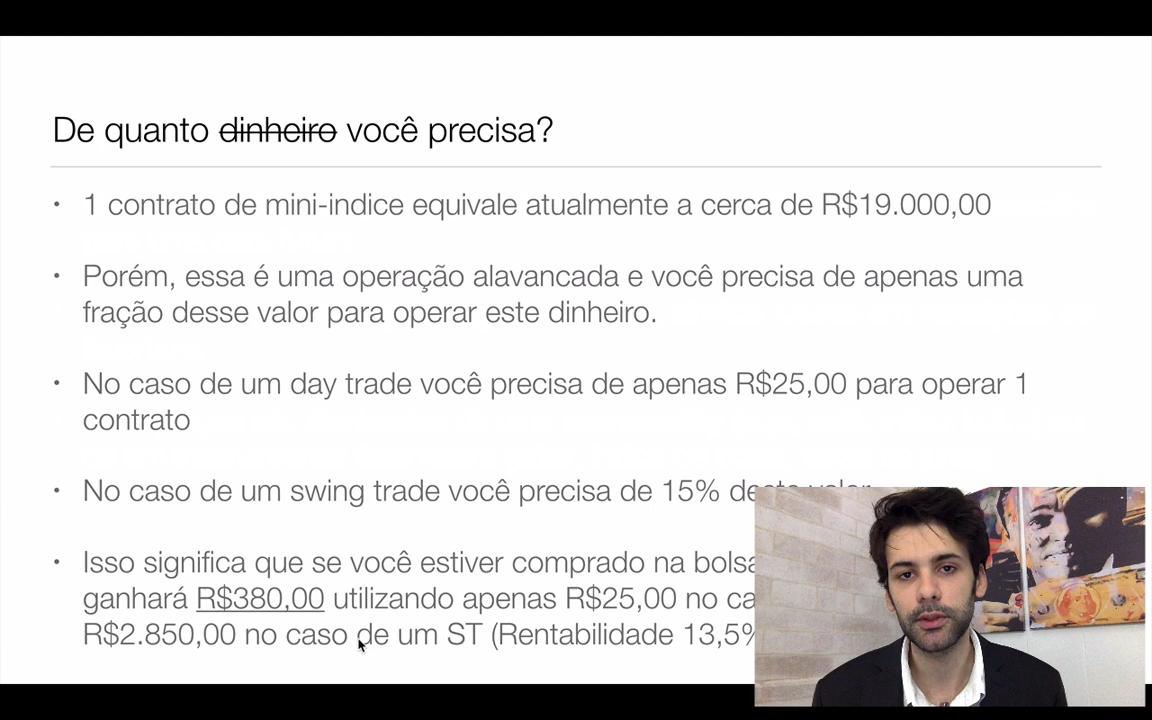 De quanto dinheiro você precisa?
• 1 contrato de mini-indice equivale atualmente a cerca de R$19.000,00
• Porém, essa é uma operação alavancada e você precisa de apenas uma
fração desse valor para operar este dinheiro.
• No caso de um day trade você precisa de apenas R$25,00 para operar 1
contrato
• No caso de um swing trade você precisa de 15%
• Isso significa que se você estiver comprado na bolsa
ganhará R$380,00 utilizando apenas R$25,00 no
R$2.850,00 no caso de um ST (Rentabilidade 13,5%